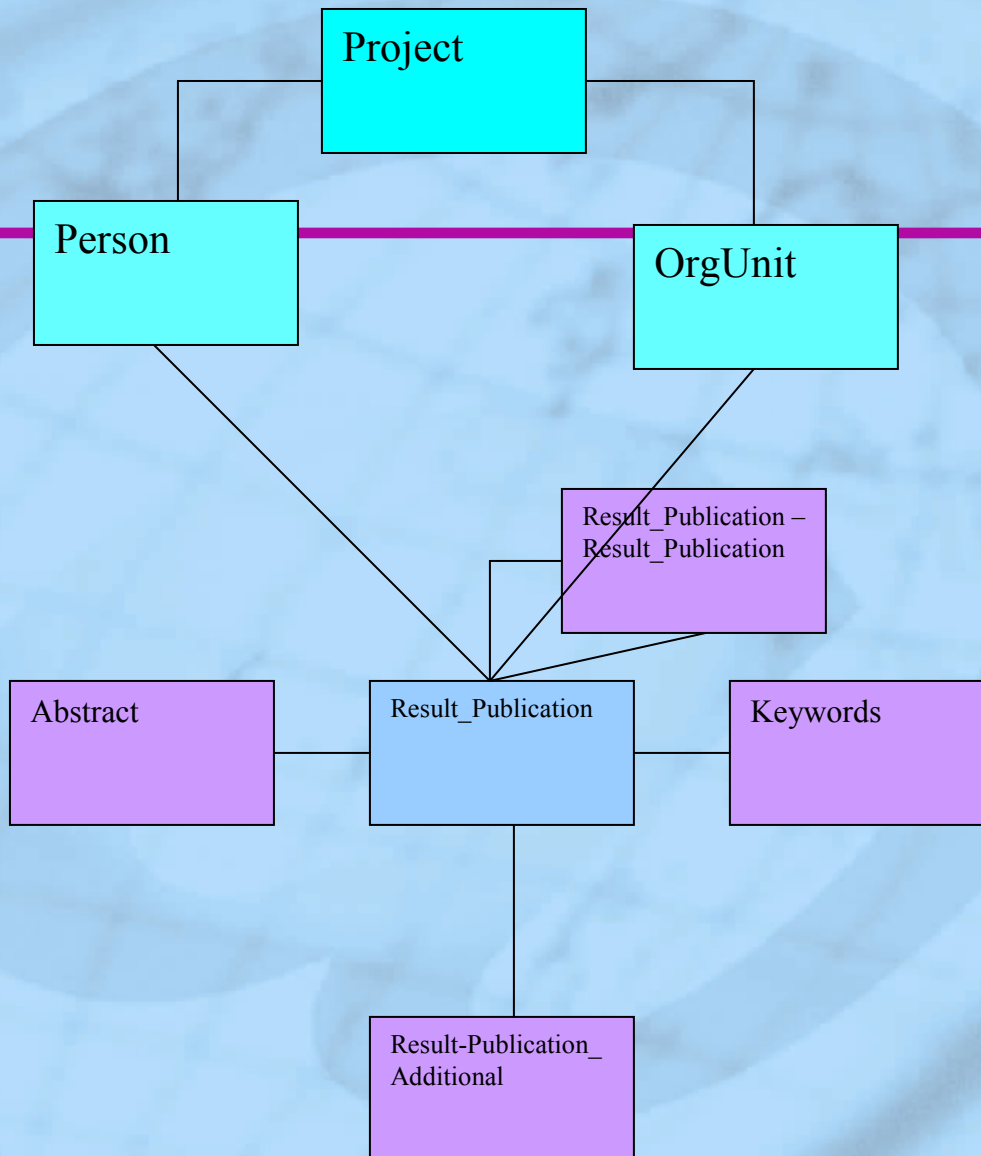 Project
Person
OrgUnit
Result_Publication –
Result_Publication
Abstract
Result_Publication
Keywords
Result-Publication_
Additional